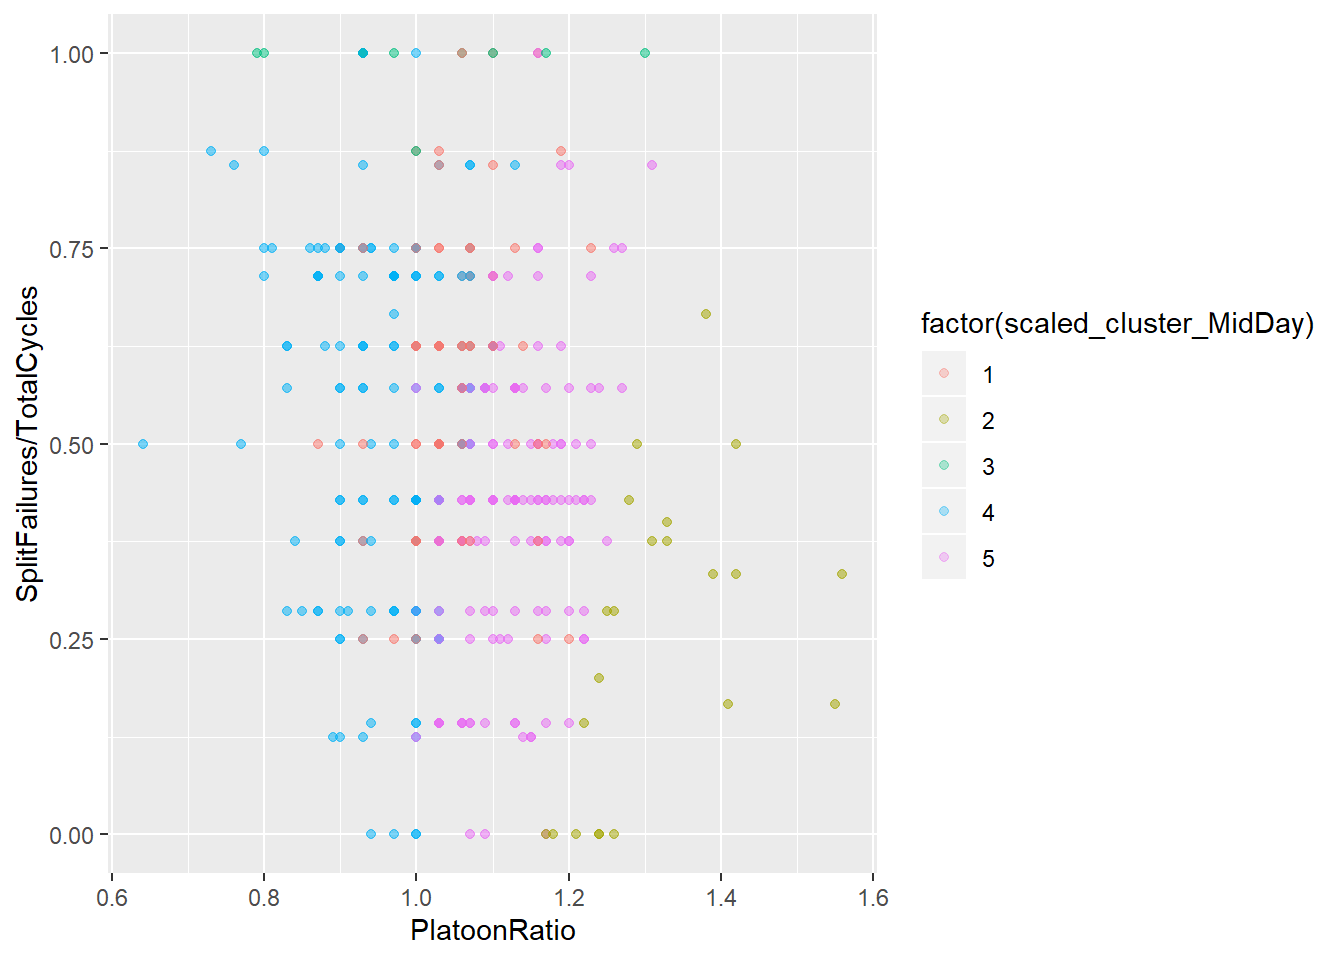 1.00
0.75
0.50
0.25
0.00
SplitFailures/TotalCycles
0.6 0.8 1.0 1.2 1.4 1.6
PlatoonRatio
factor(scaled_cluster_MidDay)
1
2
3
4
5